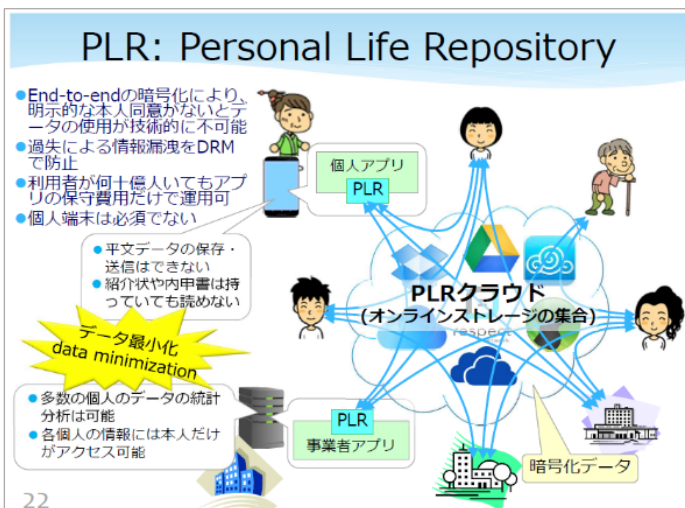 PLR: Personal Life Repository
●End-to-endの暗号化により、
明示的な本人同意がないとデ
ータの使用が技術的に不可能
●過失による情報漏洩をDRM
で防止
●利用者が何十億人いてもアプ
リの保守費用だけで運用可
●個人端末は必須でない
個人アプリ
PLR
● 平文データの保存・
送信はできない
● 紹介状や内申書は持
っていても読めない
PLRクラウド
(オンラインストレージの集合)
respect
データ最小化
data minimization
● 多数の個人のデータの統計
分析は可能
● 各個人の情報には本人だけ
がアクセス可能
PLR
事業者アプリ
暗号化データ
22